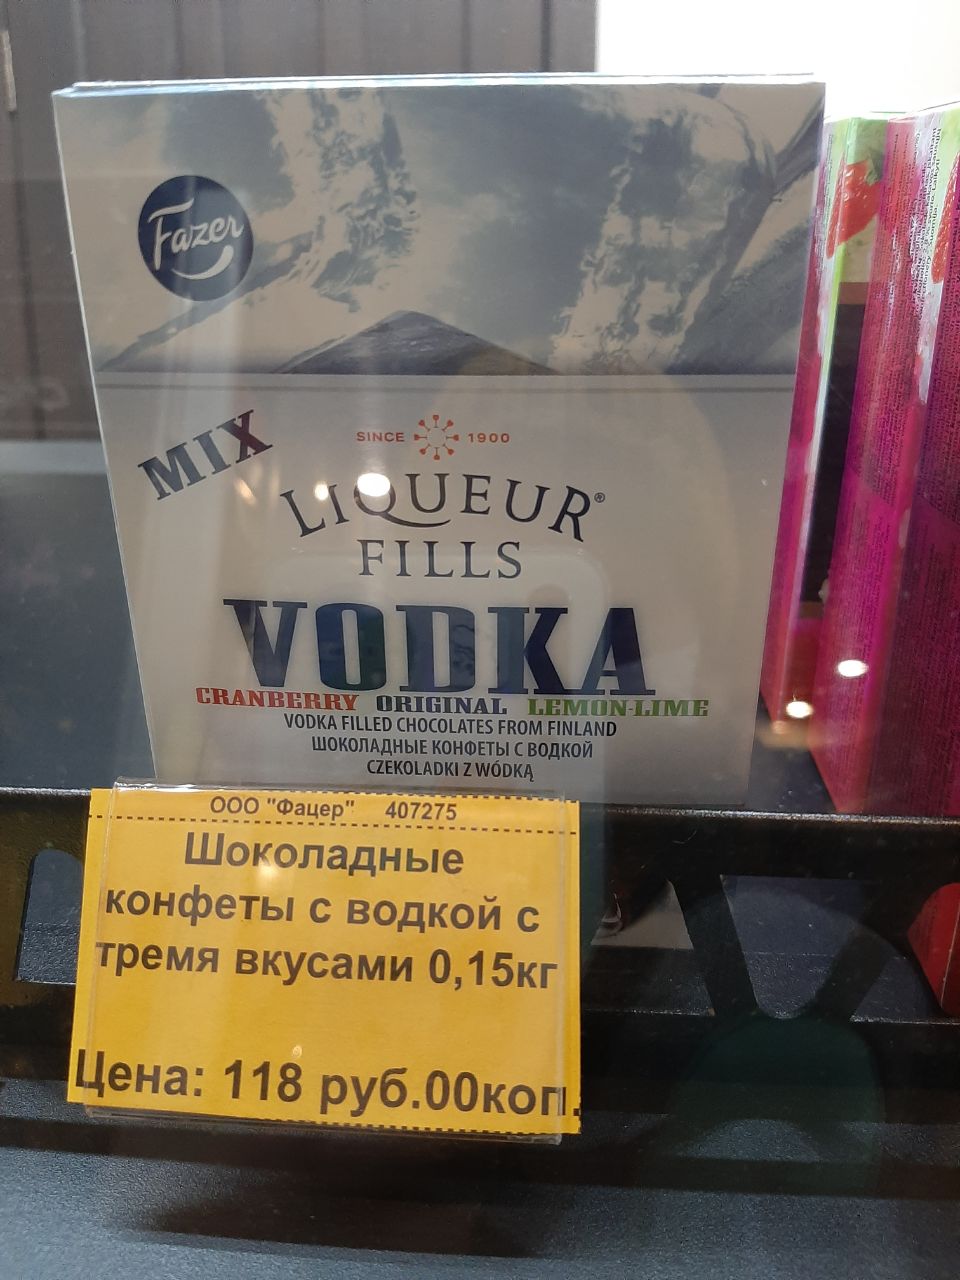 Fazer
MIX
SINCE 1900
LIQUEUR®
FILLS
VODKA
CRANBERRY ORIGINAL LEMON-LIME
VODKA FILLED CHOCOLATES FROM FINLAND
ШОКОЛАДНЫЕ КОНФЕТЫ С ВОДКОЙ
CZEKOLADKI Z WÓDKĄ
ООО "Фацер" 407275
Шоколадные
конфеты с водкой с
тремя вкусами 0,15кг
Цена: 118 руб.00коп.